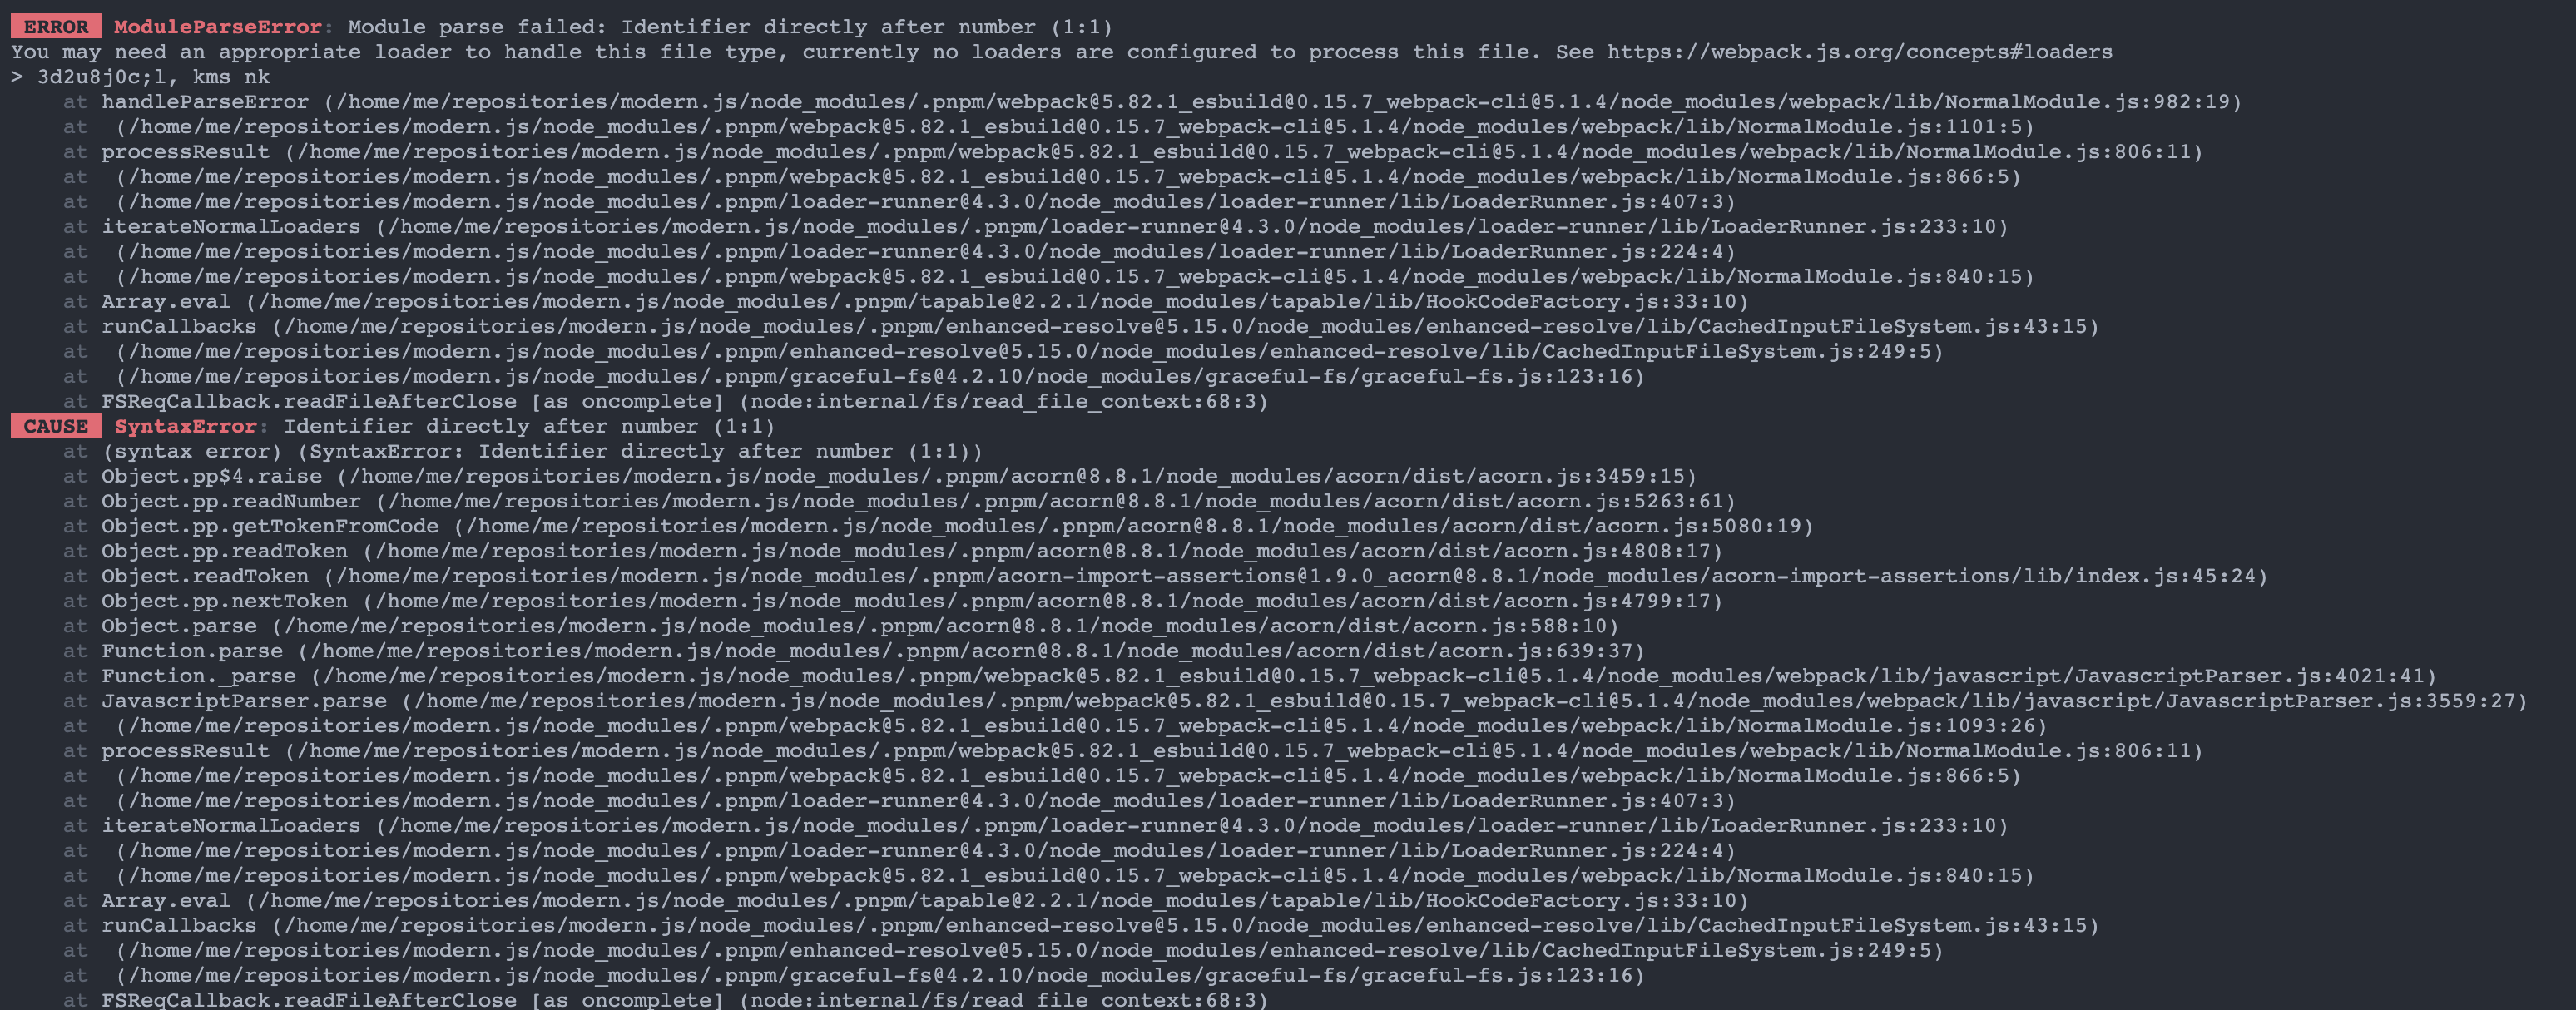 ERROR ModuleParseError: Module parse failed: Identifier directly after number (1:1)
You may need an appropriate loader to handle this file type, currently no loaders are configured to process this file. See https://webpack.js.org/concepts#loaders
> 3d2u8j0c;l, kms nk
at handleParseError (/home/me/repositories/modern.js/node_modules/.pnpm/webpack@5.82.1_esbuild@0.15.7_webpack-cli@5.1.4/node_modules/webpack/lib/NormalModule.js:982:19)
at (/home/me/repositories/modern.js/node_modules/.pnpm/webpack@5.82.1_esbuild@0.15.7_webpack-cli@5.1.4/node_modules/webpack/lib/NormalModule.js:1101:5)
at processResult (/home/me/repositories/modern.js/node_modules/.pnpm/webpack@5.82.1_esbuild@0.15.7_webpack-cli@5.1.4/node_modules/webpack/lib/NormalModule.js:806:11)
at (/home/me/repositories/modern.js/node_modules/.pnpm/webpack@5.82.1_esbuild@0.15.7_webpack-cli@5.1.4/node_modules/webpack/lib/NormalModule.js:866:5)
at (/home/me/repositories/modern.js/node_modules/.pnpm/loader-runner@4.3.0/node_modules/loader-runner/lib/LoaderRunner.js:407:3)
at iterateNormalLoaders (/home/me/repositories/modern.js/node_modules/.pnpm/loader-runner@4.3.0/node_modules/loader-runner/lib/LoaderRunner.js:233:10)
at (/home/me/repositories/modern.js/node_modules/.pnpm/loader-runner@4.3.0/node_modules/loader-runner/lib/LoaderRunner.js:224:4)
at (/home/me/repositories/modern.js/node_modules/.pnpm/webpack@5.82.1_esbuild@0.15.7_webpack-cli@5.1.4/node_modules/webpack/lib/NormalModule.js:840:15)
at Array.eval (/home/me/repositories/modern.js/node_modules/.pnpm/tapable@2.2.1/node_modules/tapable/lib/HookCodeFactory.js:33:10)
at runCallbacks (/home/me/repositories/modern.js/node_modules/.pnpm/enhanced-resolve@5.15.0/node_modules/enhanced-resolve/lib/CachedInputFileSystem.js:43:15)
at (/home/me/repositories/modern.js/node_modules/.pnpm/enhanced-resolve@5.15.0/node_modules/enhanced-resolve/lib/CachedInputFileSystem.js:249:5)
at (/home/me/repositories/modern.js/node_modules/.pnpm/graceful-fs@4.2.10/node_modules/graceful-fs/graceful-fs.js:123:16)
at FSReqCallback.readFileAfterClose [as oncomplete] (node:internal/fs/read_file_context:68:3)
CAUSE SyntaxError: Identifier directly after number (1:1)
at (syntax error) (SyntaxError: Identifier directly after number (1:1))
at Object.pp$4.raise (/home/me/repositories/modern.js/node_modules/.pnpm/acorn@8.8.1/node_modules/acorn/dist/acorn.js:3459:15)
at Object.pp.readNumber (/home/me/repositories/modern.js/node_modules/.pnpm/acorn@8.8.1/node_modules/acorn/dist/acorn.js:5263:61)
at Object.pp.getTokenFromCode (/home/me/repositories/modern.js/node_modules/.pnpm/acorn@8.8.1/node_modules/acorn/dist/acorn.js:5080:19)
at Object.pp.readToken (/home/me/repositories/modern.js/node_modules/.pnpm/acorn@8.8.1/node_modules/acorn/dist/acorn.js:4808:17)
at Object.readToken (/home/me/repositories/modern.js/node_modules/.pnpm/acorn-import-assertions@1.9.0_acorn@8.8.1/node_modules/acorn-import-assertions/lib/index.js:45:24)
at Object.pp.nextToken (/home/me/repositories/modern.js/node_modules/.pnpm/acorn@8.8.1/node_modules/acorn/dist/acorn.js:4799:17)
at Object.parse (/home/me/repositories/modern.js/node_modules/.pnpm/acorn@8.8.1/node_modules/acorn/dist/acorn.js:588:10)
at Function.parse (/home/me/repositories/modern.js/node_modules/.pnpm/acorn@8.8.1/node_modules/acorn/dist/acorn.js:639:37)
at Function._parse (/home/me/repositories/modern.js/node_modules/.pnpm/webpack@5.82.1_esbuild@0.15.7_webpack-cli@5.1.4/node_modules/webpack/lib/javascript/JavascriptParser.js:4021:41)
at JavascriptParser.parse (/home/me/repositories/modern.js/node_modules/.pnpm/webpack@5.82.1_esbuild@0.15.7_webpack-cli@5.1.4/node_modules/webpack/lib/javascript/JavascriptParser.js:3559:27)
at (/home/me/repositories/modern.js/node_modules/.pnpm/webpack@5.82.1_esbuild@0.15.7_webpack-cli@5.1.4/node_modules/webpack/lib/NormalModule.js:1093:26)
at processResult (/home/me/repositories/modern.js/node_modules/.pnpm/webpack@5.82.1_esbuild@0.15.7_webpack-cli@5.1.4/node_modules/webpack/lib/NormalModule.js:806:11)
at (/home/me/repositories/modern.js/node_modules/.pnpm/webpack@5.82.1_esbuild@0.15.7_webpack-cli@5.1.4/node_modules/webpack/lib/NormalModule.js:866:5)
at (/home/me/repositories/modern.js/node_modules/.pnpm/loader-runner@4.3.0/node_modules/loader-runner/lib/LoaderRunner.js:407:3)
at iterateNormalLoaders (/home/me/repositories/modern.js/node_modules/.pnpm/loader-runner@4.3.0/node_modules/loader-runner/lib/LoaderRunner.js:233:10)
at (/home/me/repositories/modern.js/node_modules/.pnpm/loader-runner@4.3.0/node_modules/loader-runner/lib/LoaderRunner.js:224:4)
at (/home/me/repositories/modern.js/node_modules/.pnpm/webpack@5.82.1_esbuild@0.15.7_webpack-cli@5.1.4/node_modules/webpack/lib/NormalModule.js:840:15)
at Array.eval (/home/me/repositories/modern.js/node_modules/.pnpm/tapable@2.2.1/node_modules/tapable/lib/HookCodeFactory.js:33:10)
at runCallbacks (/home/me/repositories/modern.js/node_modules/.pnpm/enhanced-resolve@5.15.0/node_modules/enhanced-resolve/lib/CachedInputFileSystem.js:43:15)
at (/home/me/repositories/modern.js/node_modules/.pnpm/enhanced-resolve@5.15.0/node_modules/enhanced-resolve/lib/CachedInputFileSystem.js:249:5)
at (/home/me/repositories/modern.js/node_modules/.pnpm/graceful-fs@4.2.10/node_modules/graceful-fs/graceful-fs.js:123:16)
at FSReqCallback.readFileAfterClose [as oncomplete] (node:internal/fs/read_file_context:68:3)